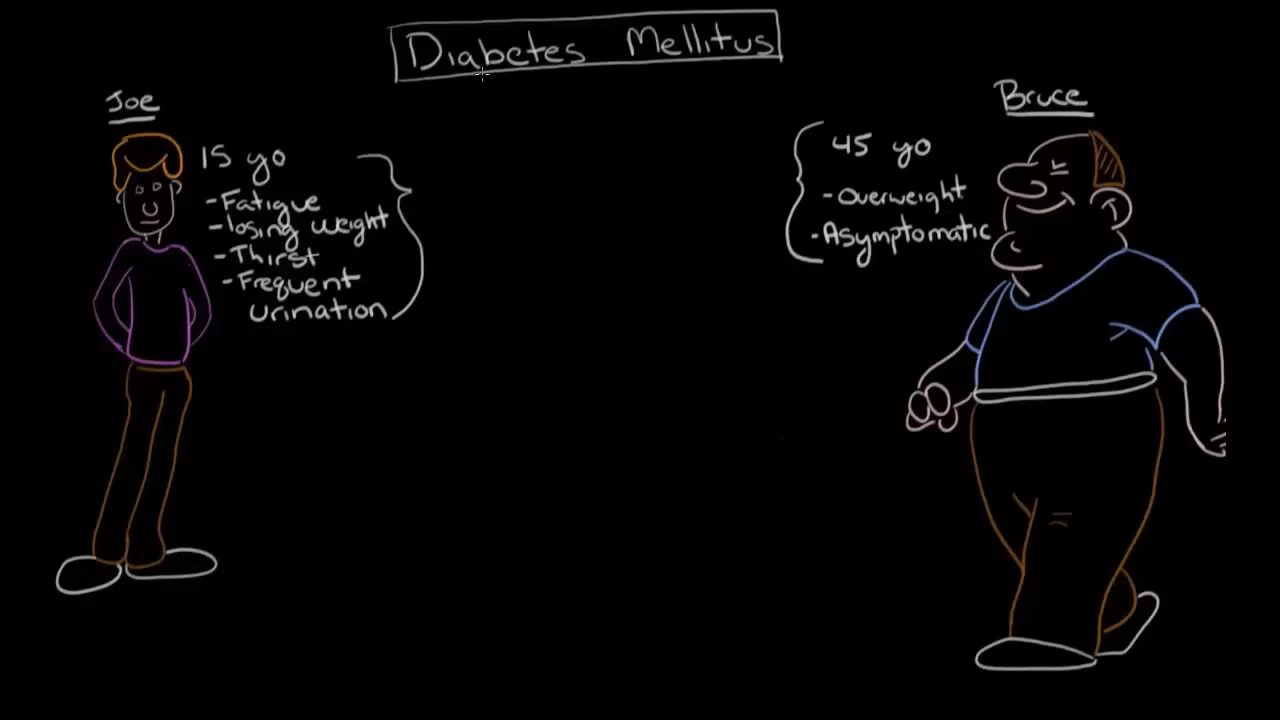 Diabetes Mellitus
Joe
15 yo
-Fatigue
-losing weight
-Thirst
-Frequent
urination
Bruce
45 yo
-Overweight
-Asymptomatic